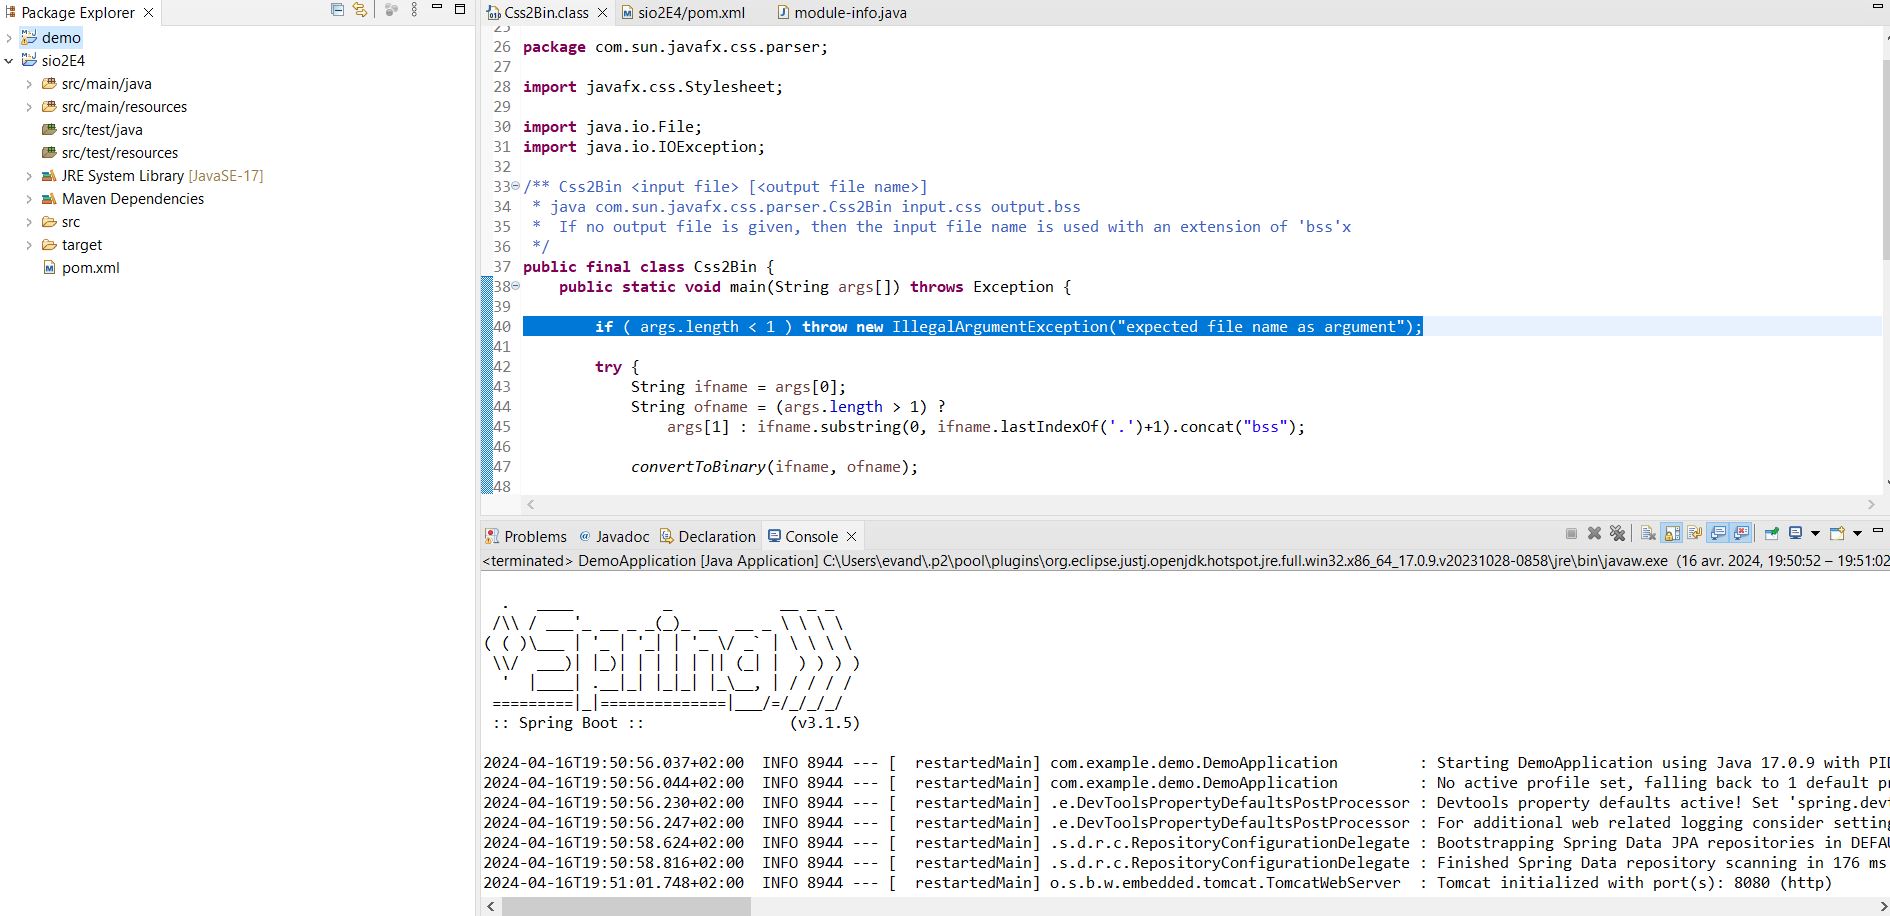 Package Explorer
demo
sio2E4
src/main/java
src/main/resources
src/test/java
src/test/resources
JRE System Library [JavaSE-17]
Maven Dependencies
src
target
pom.xml
Css2Bin.class
sio2E4/pom.xml
module-info.java
25
26 package com.sun.javafx.css.parser;
27
28 import javafx.css.Stylesheet;
29
30 import java.io.File;
31 import java.io.IOException;
32
33 /** Css2Bin <input file> [<output file name>]
34  * java com.sun.javafx.css.parser.Css2Bin input.css output.bss
35  *  If no output file is given, then the input file name is used with an extension of 'bss'x
36  */
37 public final class Css2Bin {
38     public static void main(String args[]) throws Exception {
39
40         if ( args.length < 1 ) throw new IllegalArgumentException("expected file name as argument");
41
42         try {
43             String ifname = args[0];
44             String ofname = (args.length > 1) ?
45                 args[1] : ifname.substring(0, ifname.lastIndexOf('.')+1).concat("bss");
46
47             convertToBinary(ifname, ofname);
48
Problems
Javadoc
Declaration
Console
<terminated> DemoApplication [Java Application] C:\Users\evand\.p2\pool\plugins\org.eclipse.justj.openjdk.hotspot.jre.full.win32.x86_64_17.0.9.v20231028-0858\jre\bin\javaw.exe (16 avr. 2024, 19:50:52 – 19:51:02
  .   ____          _            __ _ _
 /\\ / ___'_ __ _ _(_)_ __  __ _ \ \ \ \
( ( )\___ | '_ | '_| | '_ \/ _` | \ \ \ \
 \\/  ___)| |_)| | | | | || (_| |  ) ) ) )
  '  |____| .__|_| |_|_| |_\__, | / / / /
 =========|_|==============|___/=/_/_/_/
 :: Spring Boot ::                (v3.1.5)
2024-04-16T19:50:56.037+02:00  INFO 8944 --- [  restartedMain] com.example.demo.DemoApplication         : Starting DemoApplication using Java 17.0.9 with PID
2024-04-16T19:50:56.044+02:00  INFO 8944 --- [  restartedMain] com.example.demo.DemoApplication         : No active profile set, falling back to 1 default pr
2024-04-16T19:50:56.230+02:00  INFO 8944 --- [  restartedMain] .e.DevToolsPropertyDefaultsPostProcessor : Devtools property defaults active! Set 'spring.devt
2024-04-16T19:50:56.247+02:00  INFO 8944 --- [  restartedMain] .e.DevToolsPropertyDefaultsPostProcessor : For additional web related logging consider setting
2024-04-16T19:50:58.624+02:00  INFO 8944 --- [  restartedMain] .s.d.r.c.RepositoryConfigurationDelegate : Bootstrapping Spring Data JPA repositories in DEFAU
2024-04-16T19:50:58.816+02:00  INFO 8944 --- [  restartedMain] .s.d.r.c.RepositoryConfigurationDelegate : Finished Spring Data repository scanning in 176 ms
2024-04-16T19:51:01.748+02:00  INFO 8944 --- [  restartedMain] o.s.b.w.embedded.tomcat.TomcatWebServer  : Tomcat initialized with port(s): 8080 (http)